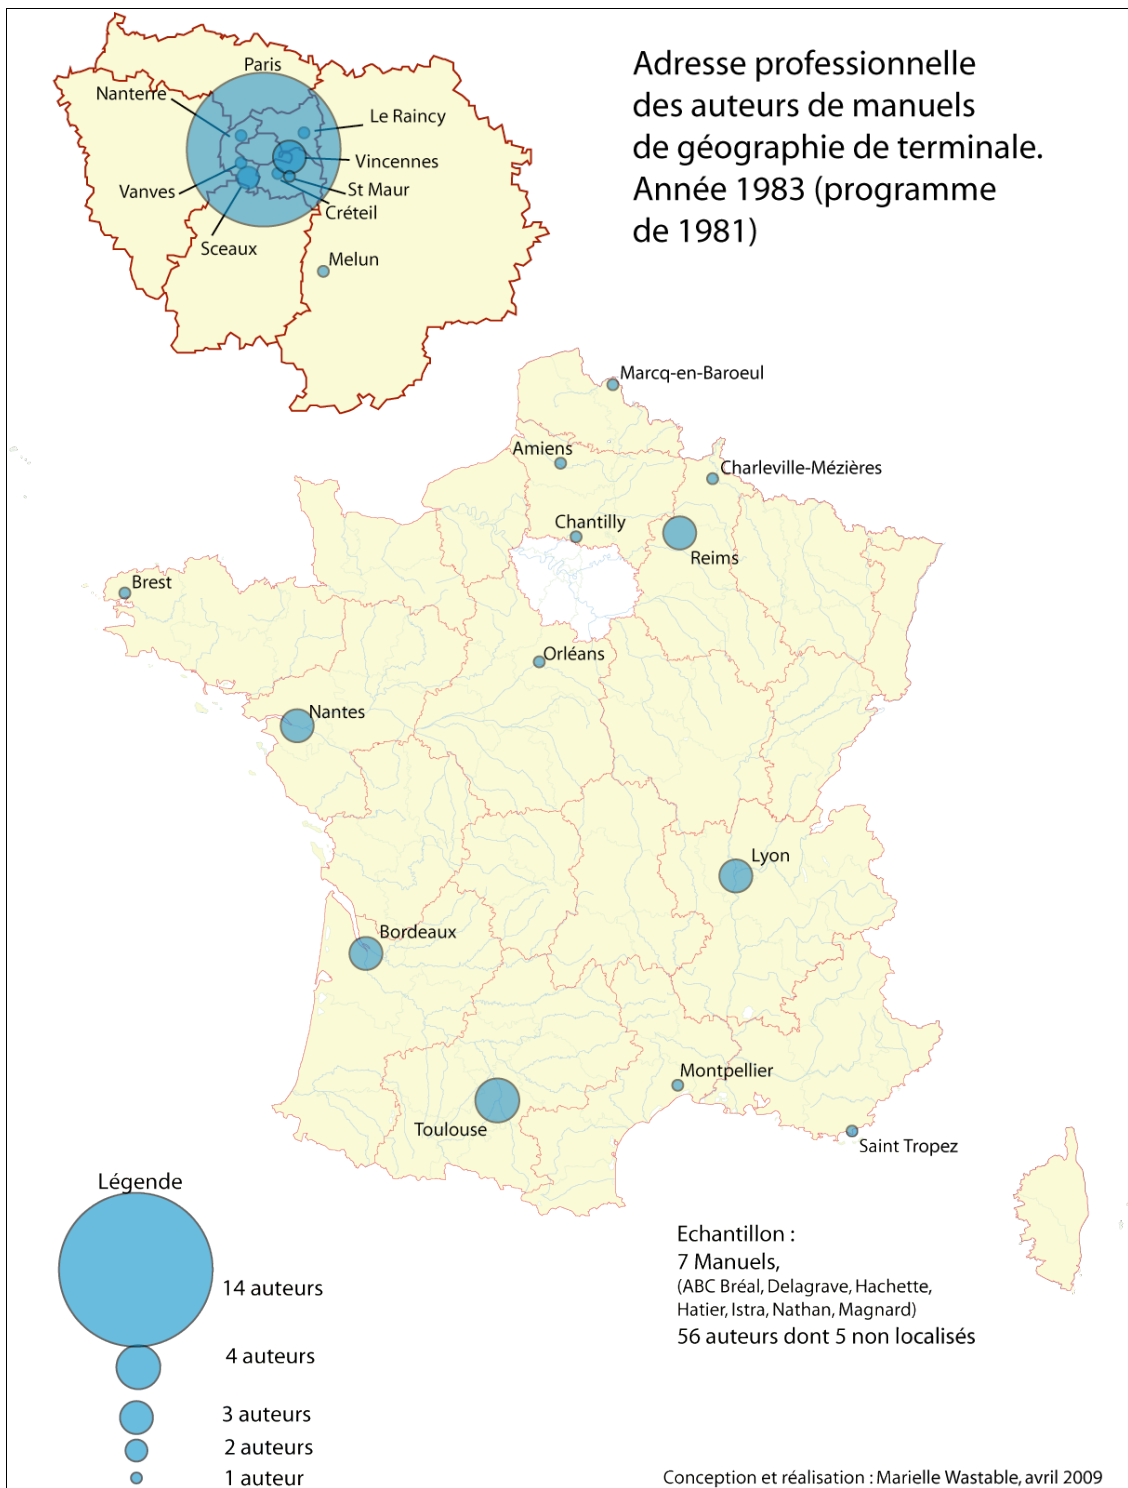 Adresse professionnelle
des auteurs de manuels
de géographie de terminale.
Année 1983 (programme
de 1981)
Paris
Nanterre
Le Raincy
Vincennes
Vanves
St Maur
Créteil
Sceaux
Melun
Marcq-en-Baroeul
Amiens
Charleville-Mézières
Chantilly
Reims
Brest
Orléans
Nantes
Lyon
Bordeaux
Montpellier
Toulouse
Saint Tropez
Légende
14 auteurs
4 auteurs
3 auteurs
2 auteurs
1 auteur
Echantillon :
7 Manuels,
(ABC Bréal, Delagrave, Hachette,
Hatier, Istra, Nathan, Magnard)
56 auteurs dont 5 non localisés
Conception et réalisation : Marielle Wastable, avril 2009